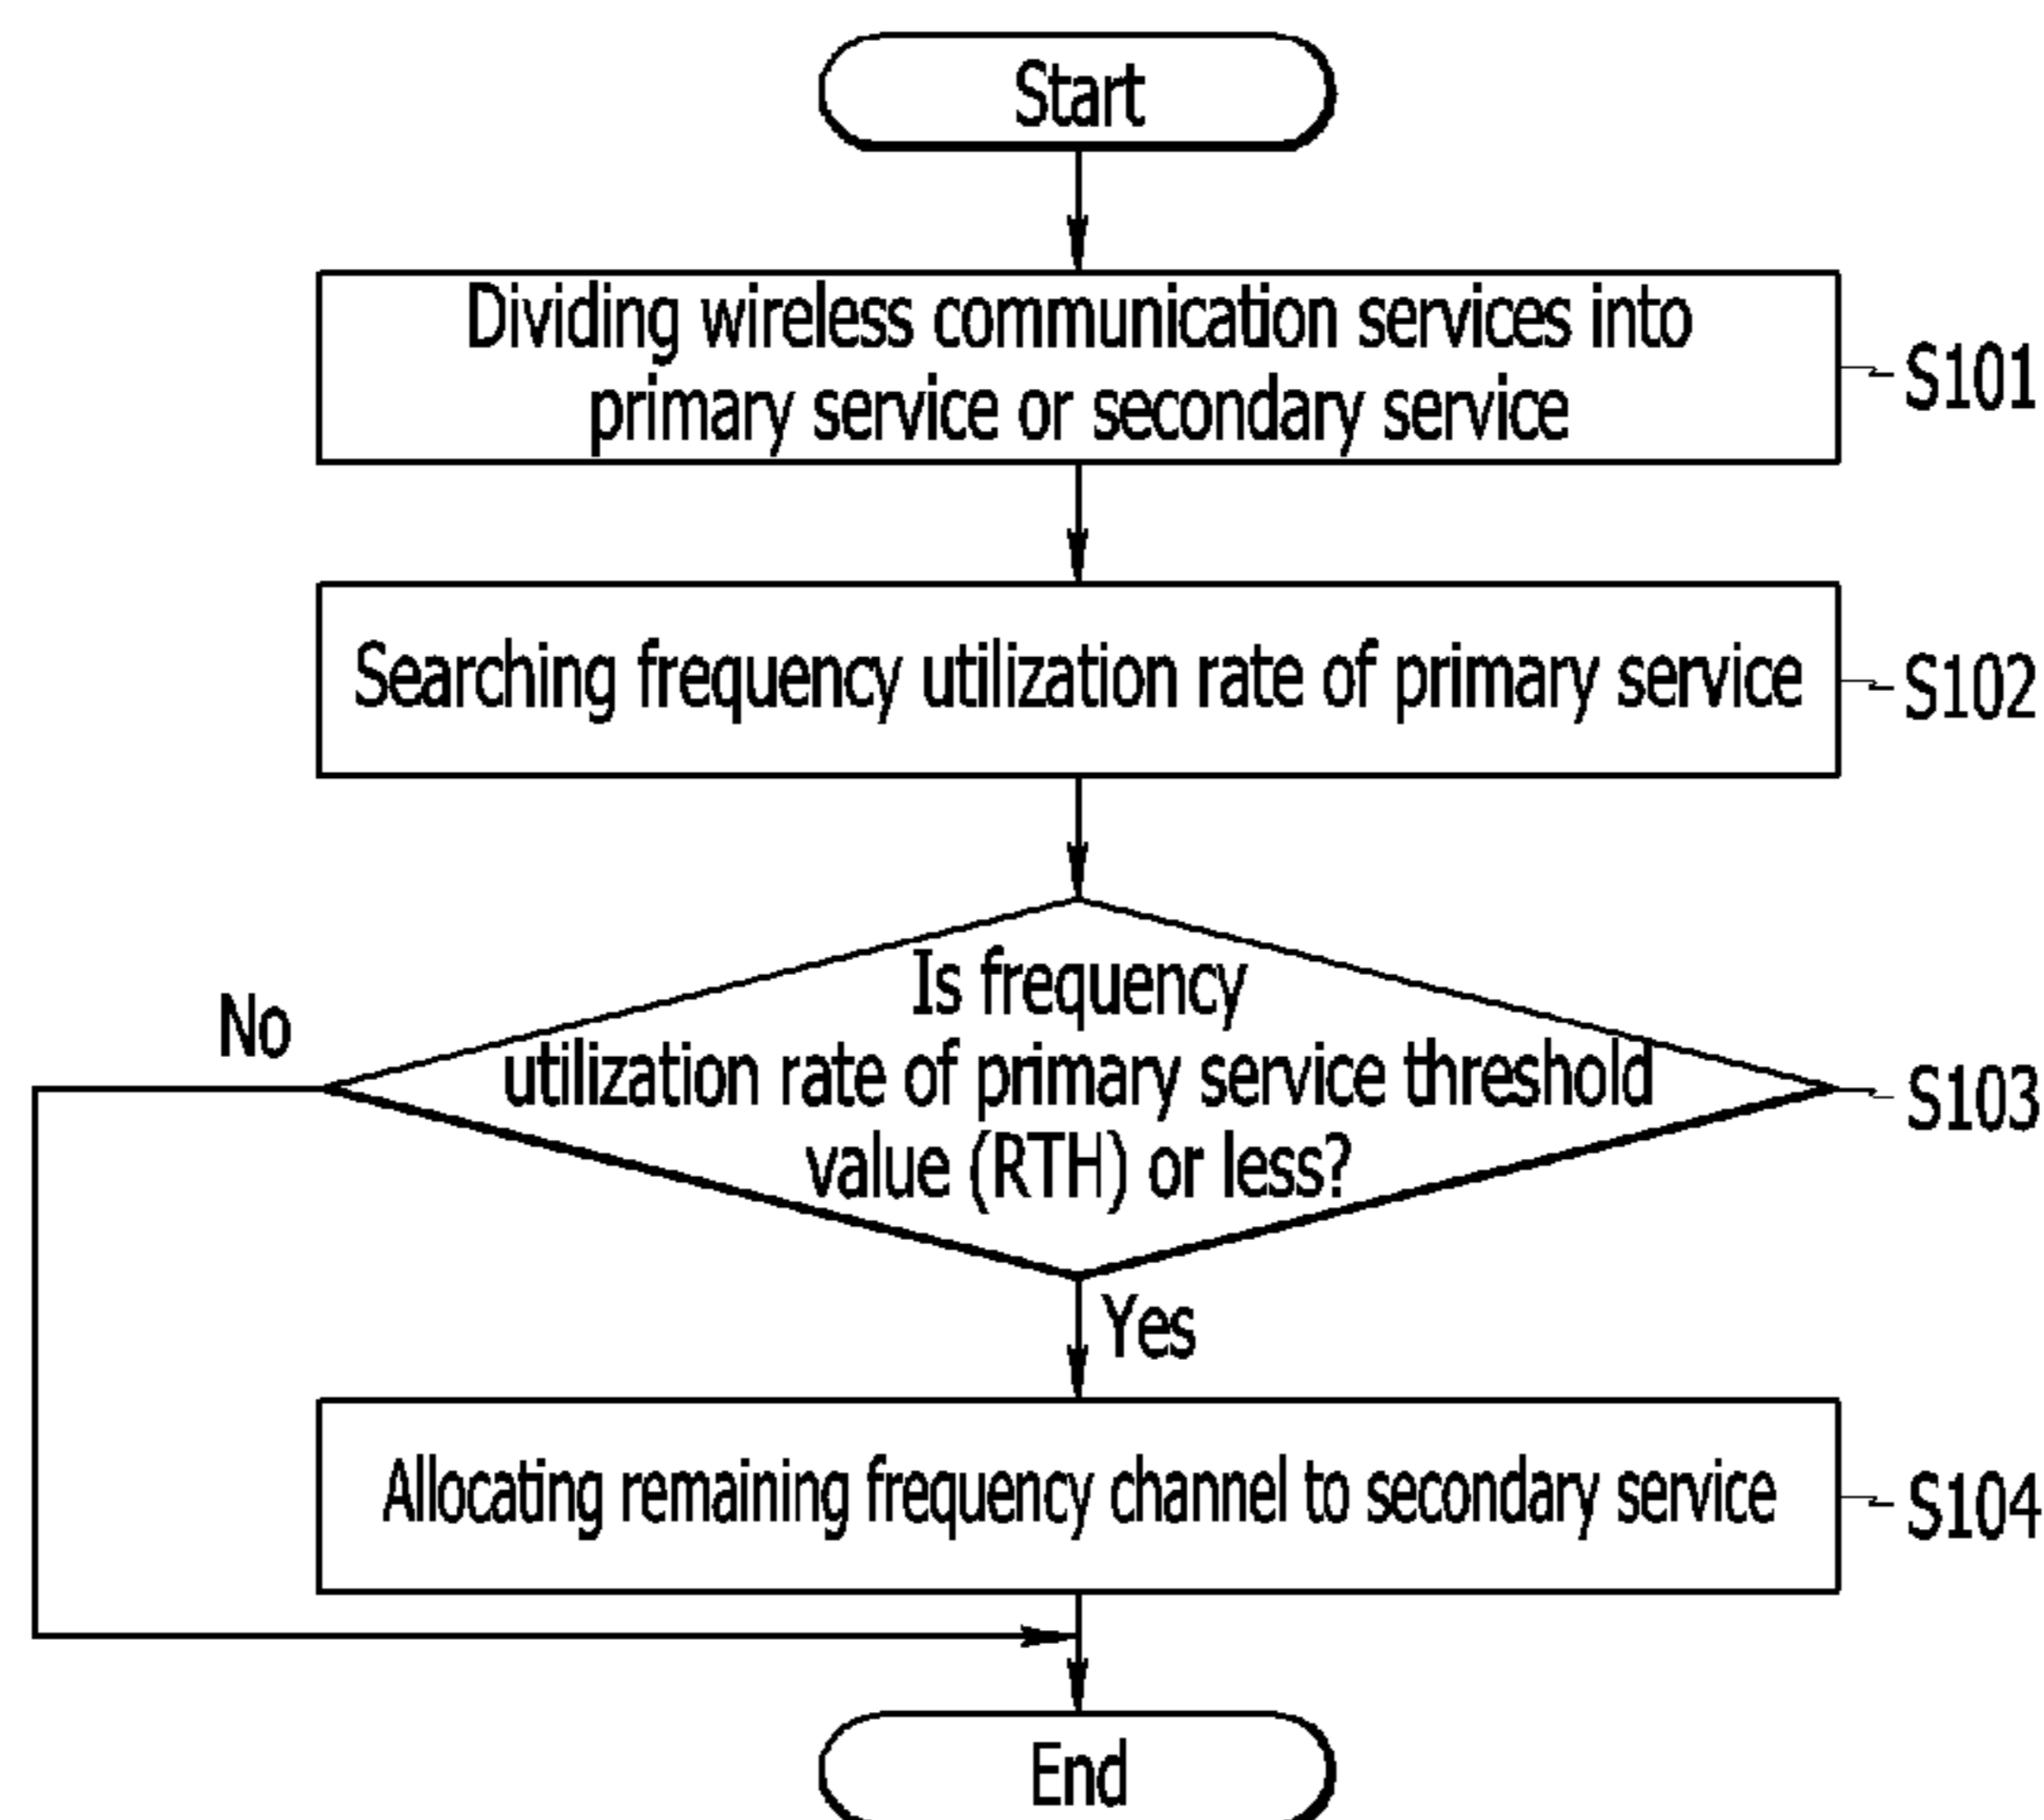 Start
Dividing wireless communication services into
primary service or secondary service
S101
Searching frequency utilization rate of primary service
S102
Is frequency
utilization rate of primary service threshold
value (RTH) or less?
S103
No
Yes
Allocating remaining frequency channel to secondary service
S104
End